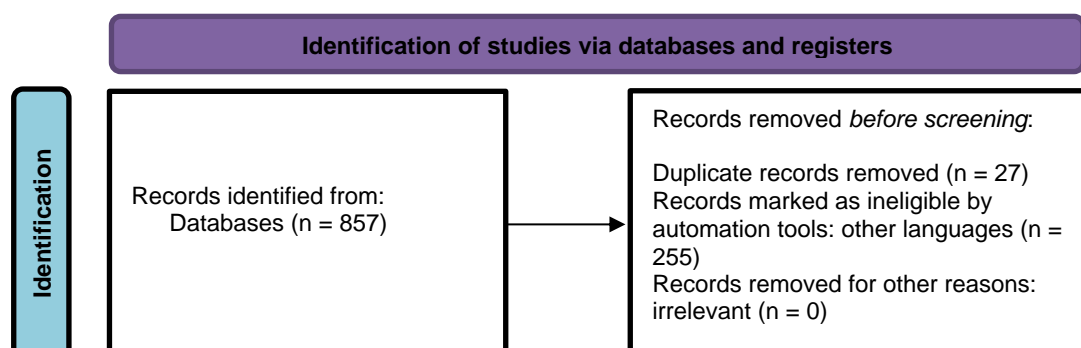 Identification of studies via databases and registers
Identification
Records identified from:
Databases (n = 857)
Records removed before screening:
Duplicate records removed (n = 27)
Records marked as ineligible by
automation tools: other languages (n =
255)
Records removed for other reasons:
irrelevant (n = 0)